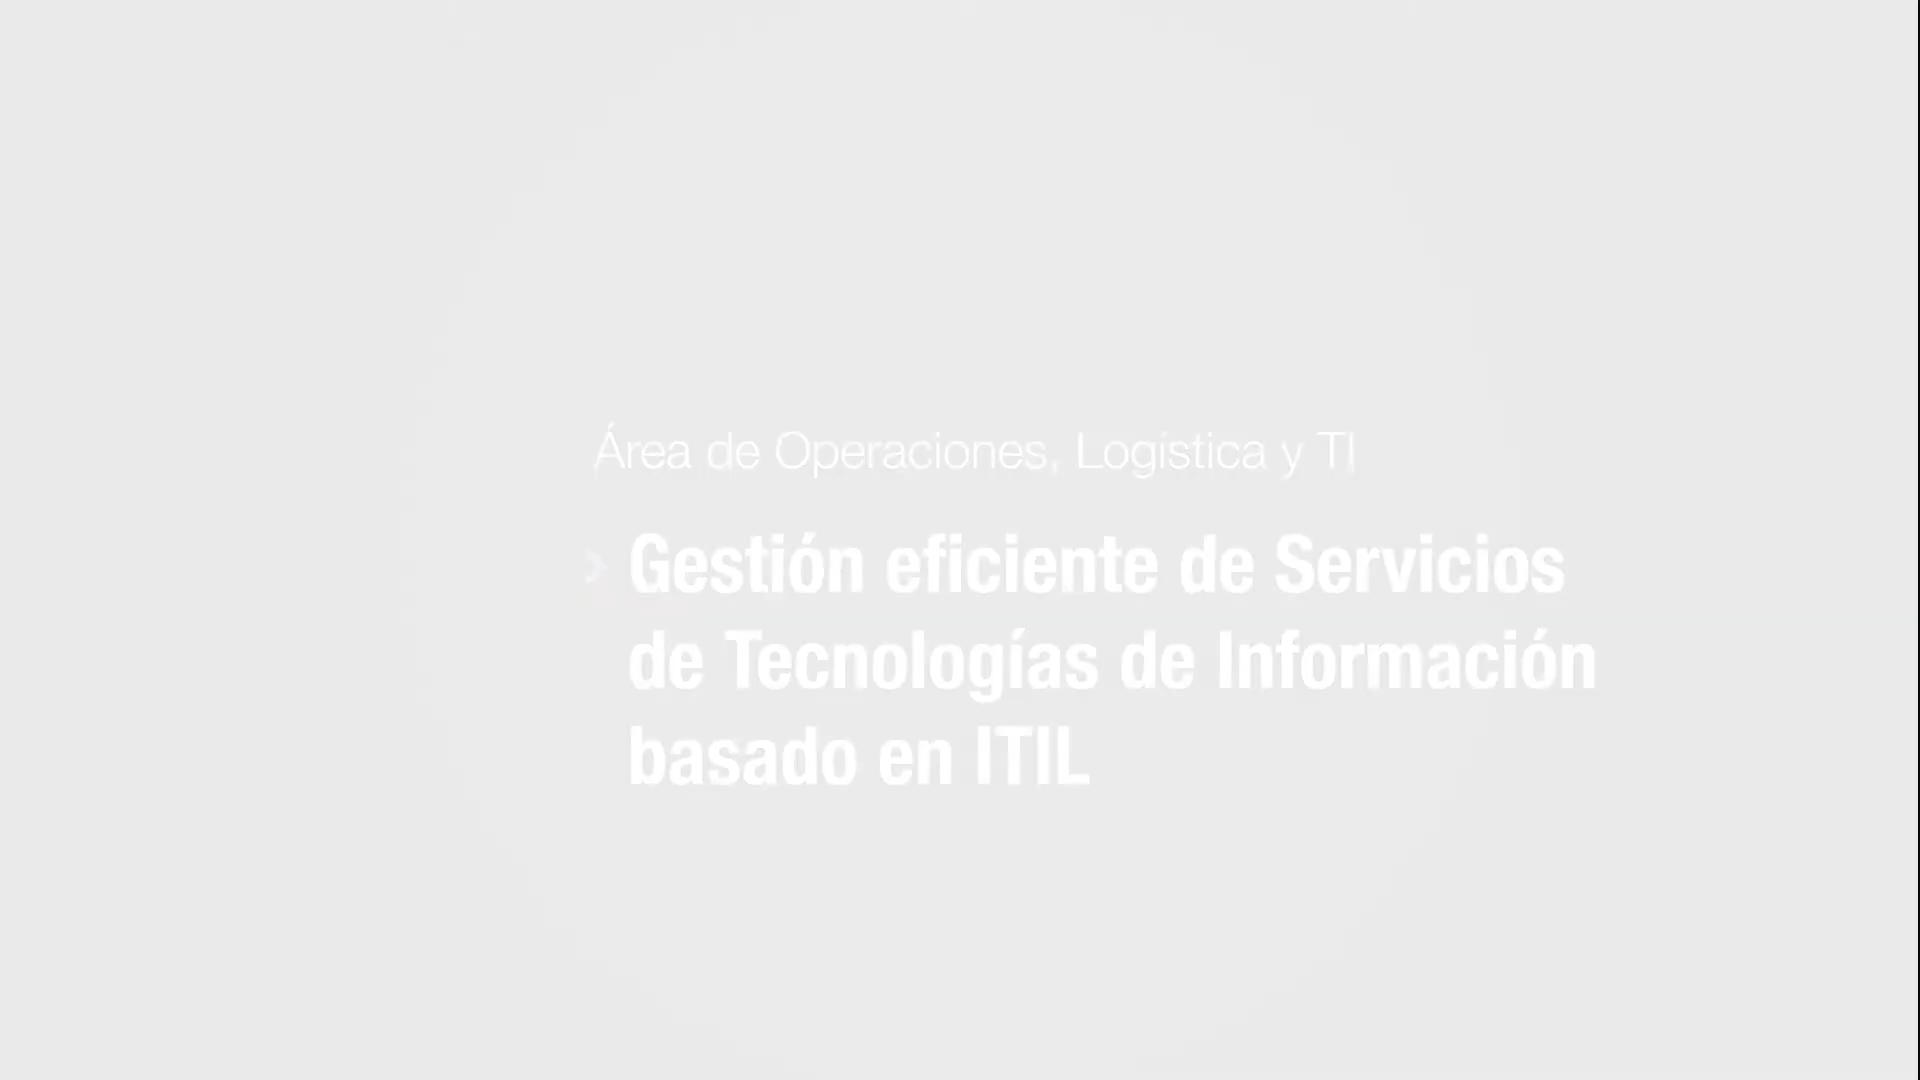 Área de Operaciones, Logística y TI
› Gestión eficiente de Servicios
de Tecnologías de Información
basado en ITIL